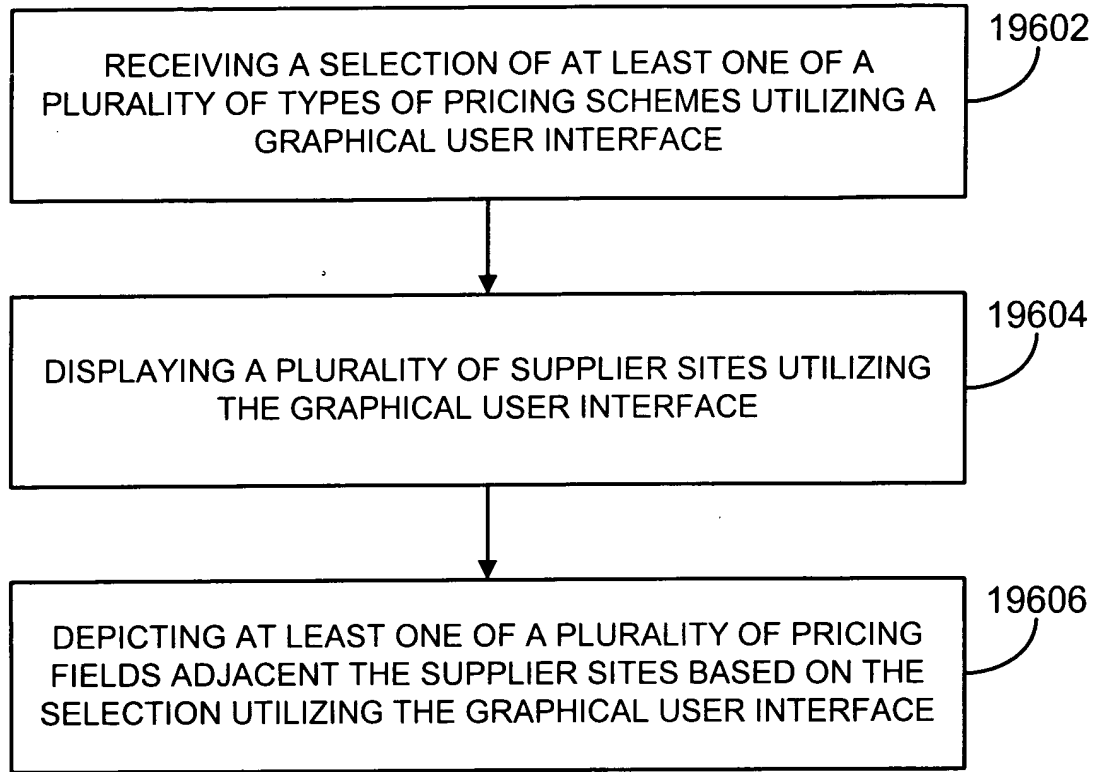 19602
RECEIVING A SELECTION OF AT LEAST ONE OF A
PLURALITY OF TYPES OF PRICING SCHEMES UTILIZING A
GRAPHICAL USER INTERFACE
19604
DISPLAYING A PLURALITY OF SUPPLIER SITES UTILIZING
THE GRAPHICAL USER INTERFACE
19606
DEPICTING AT LEAST ONE OF A PLURALITY OF PRICING
FIELDS ADJACENT THE SUPPLIER SITES BASED ON THE
SELECTION UTILIZING THE GRAPHICAL USER INTERFACE